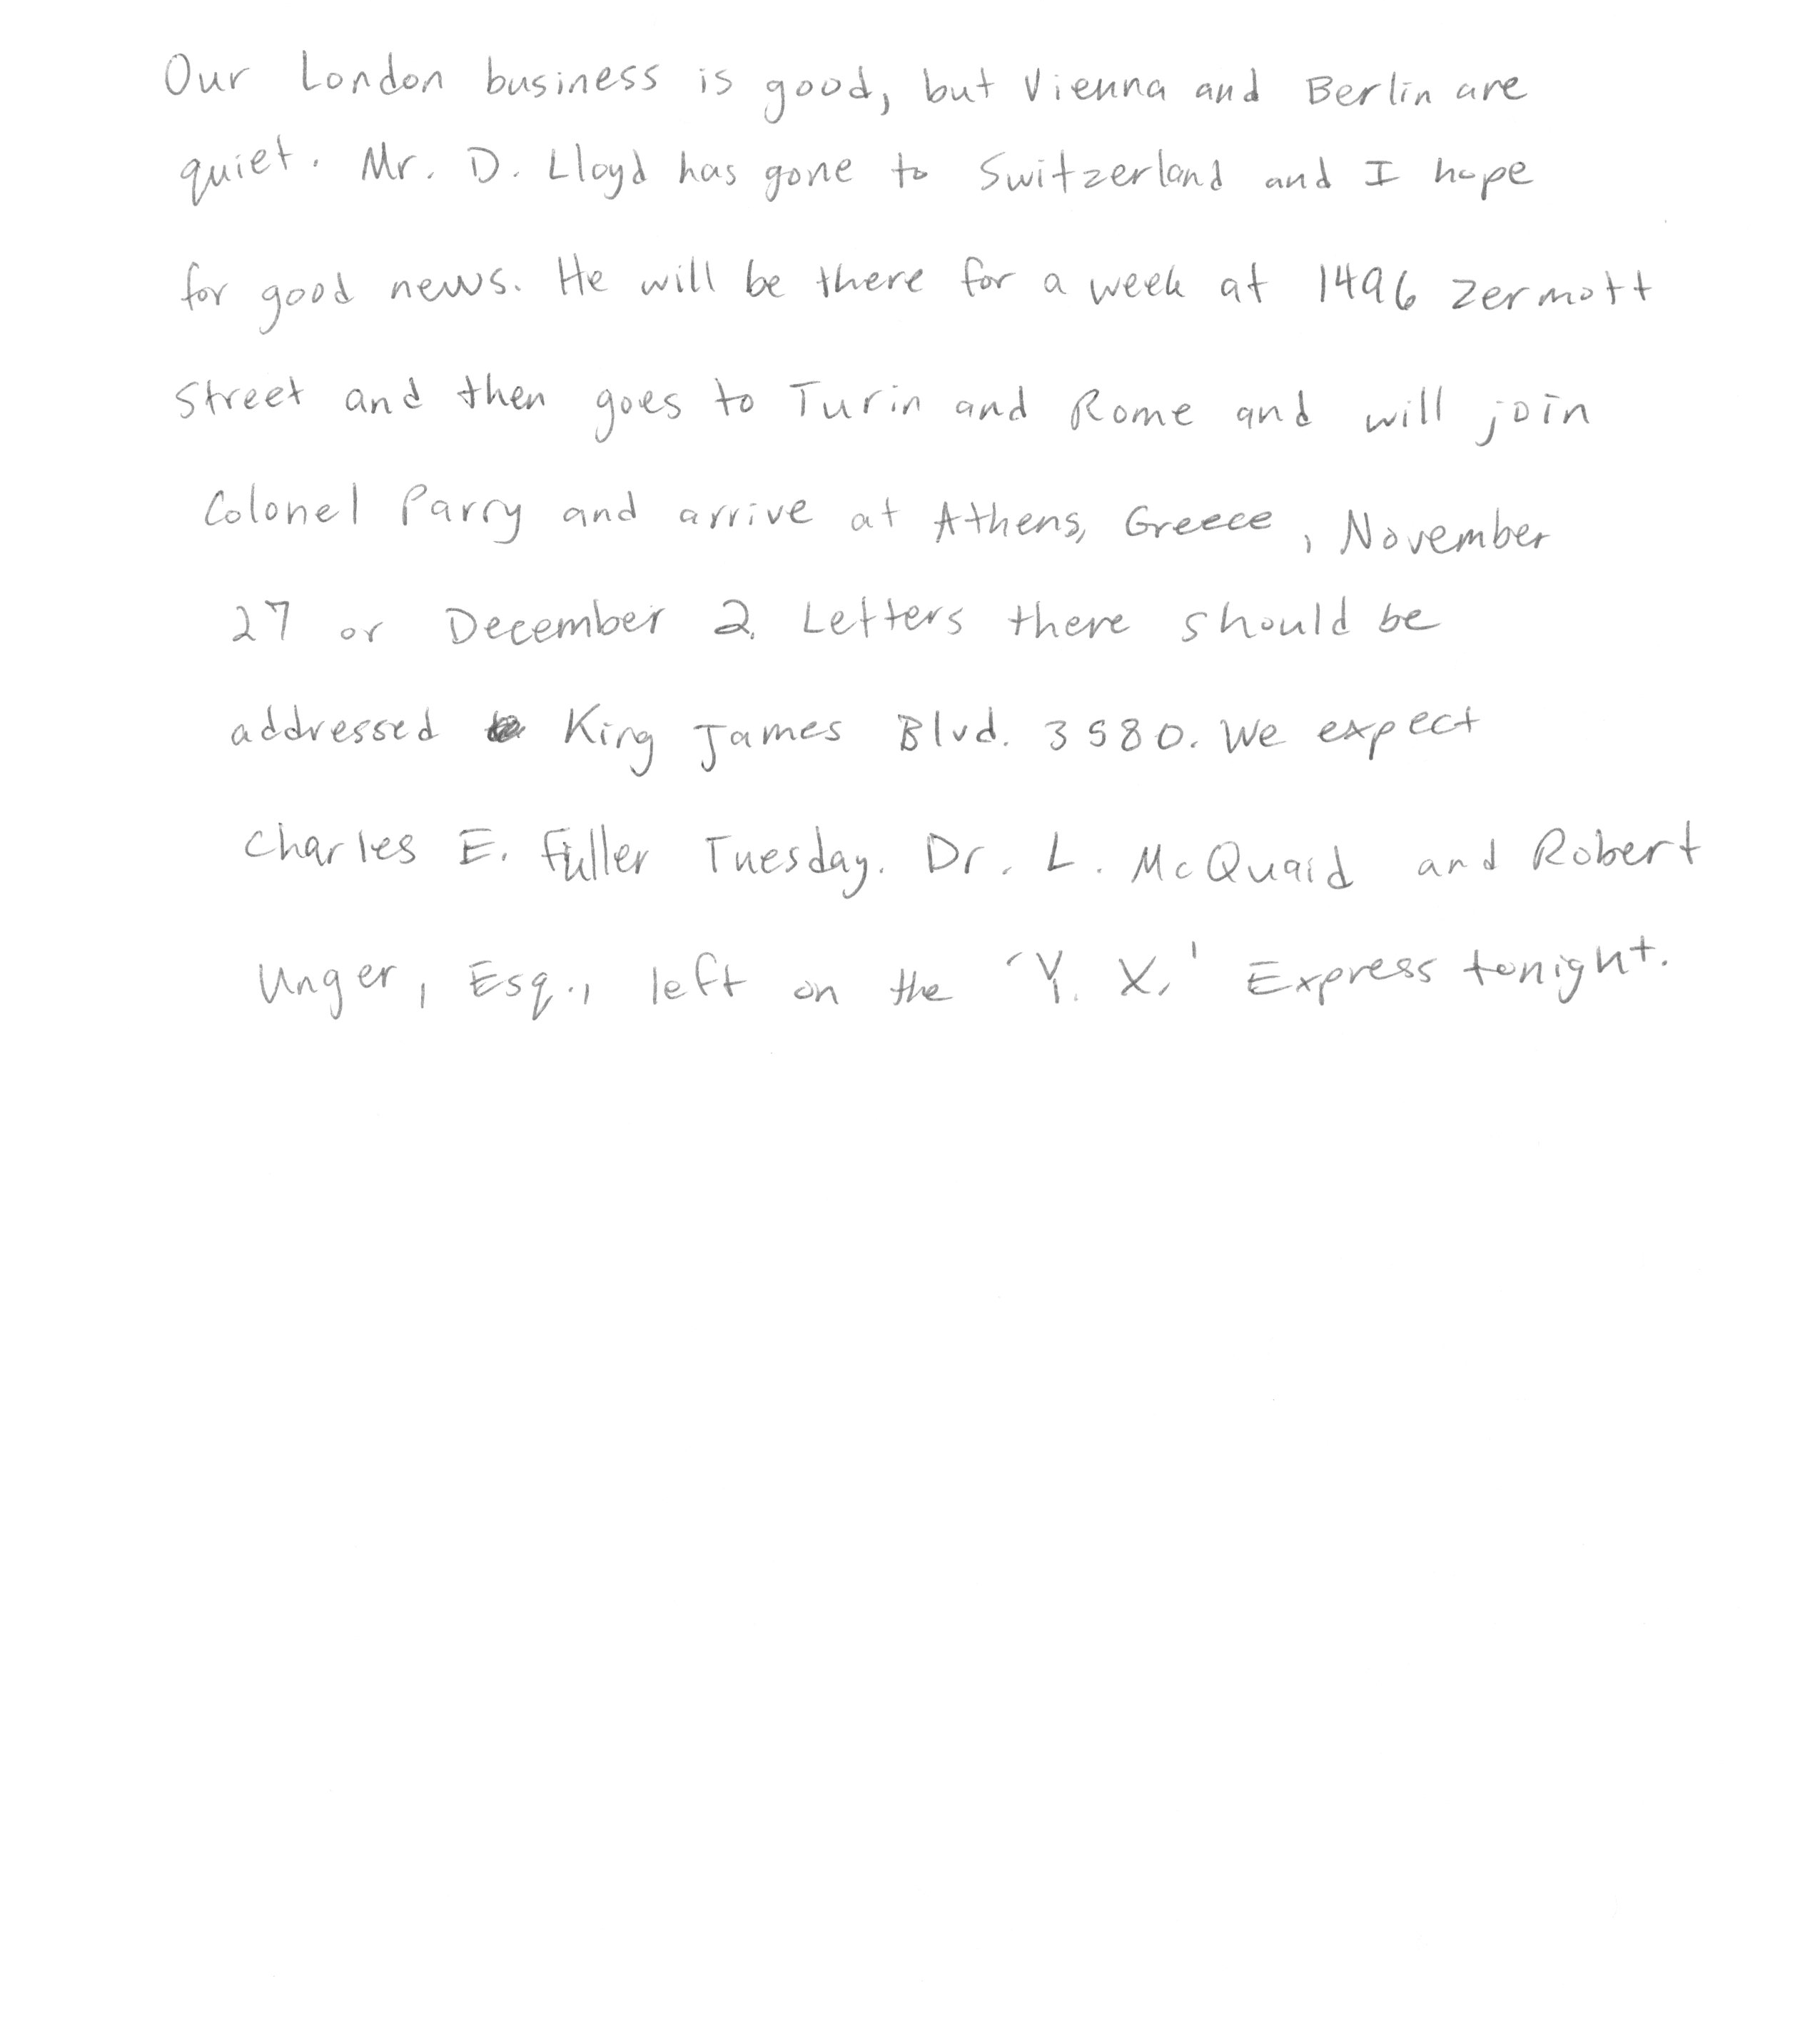 Our London business is good, but Vienna and Berlin are
quiet. Mr. D. Lloyd has gone to Switzerland and I hope
for good news. He will be there for a week at 1496 Zermott
Street and then goes to Turin and Rome and will join
Colonel Parry and arrive at Athens, Greece, November
27 or December 2. Letters there should be
addressed King James Blvd. 3580. We expect
Charles E. Fuller Tuesday. Dr. L. McQuaid and Robert
Unger, Esq., left on the 'Y. X.' Express tonight.